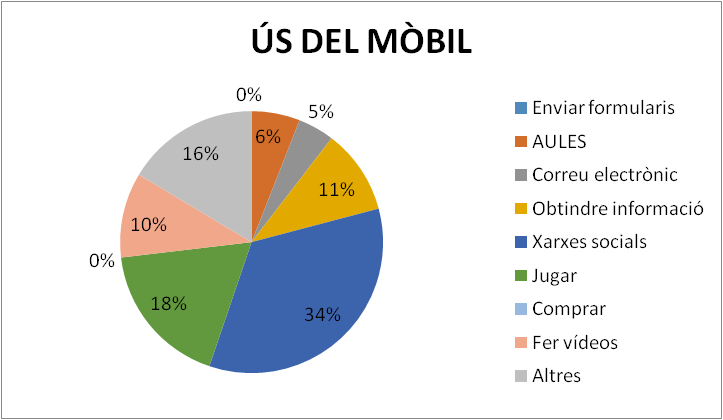 ÚS DEL MÒBIL
0%
6%
5%
11%
34%
18%
0%
10%
16%
Enviar formularis
AULES
Correu electrònic
Obtindre informació
Xarxes socials
Jugar
Comprar
Fer vídeos
Altres